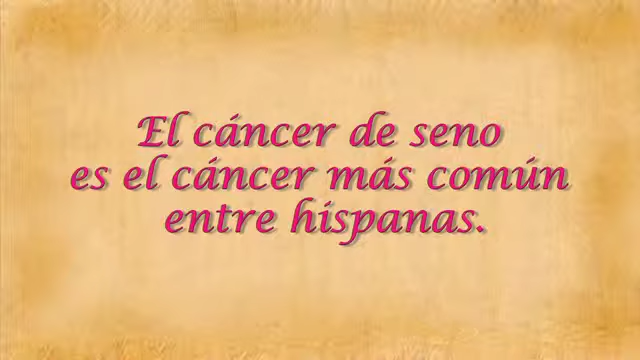 El cáncer de seno
es el cáncer más común
entre hispanas.